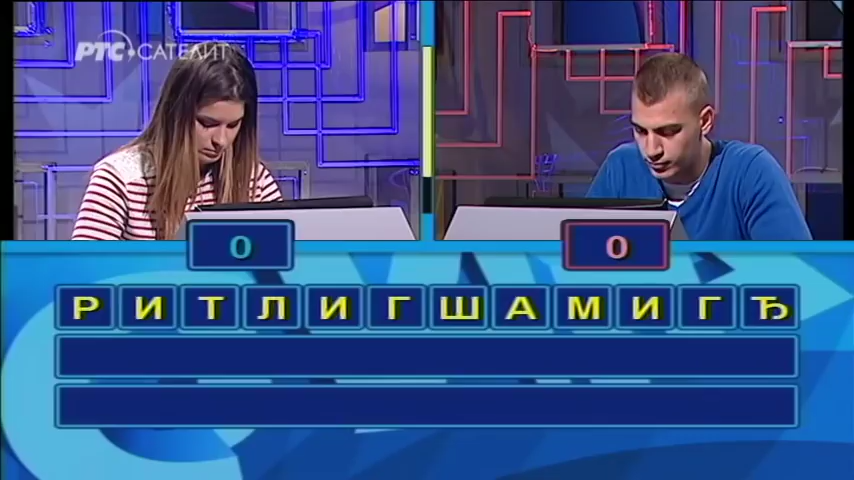 РТС САТЕЛИТ
0 0
Р И Т Л И Г Ш А М И Г Ђ